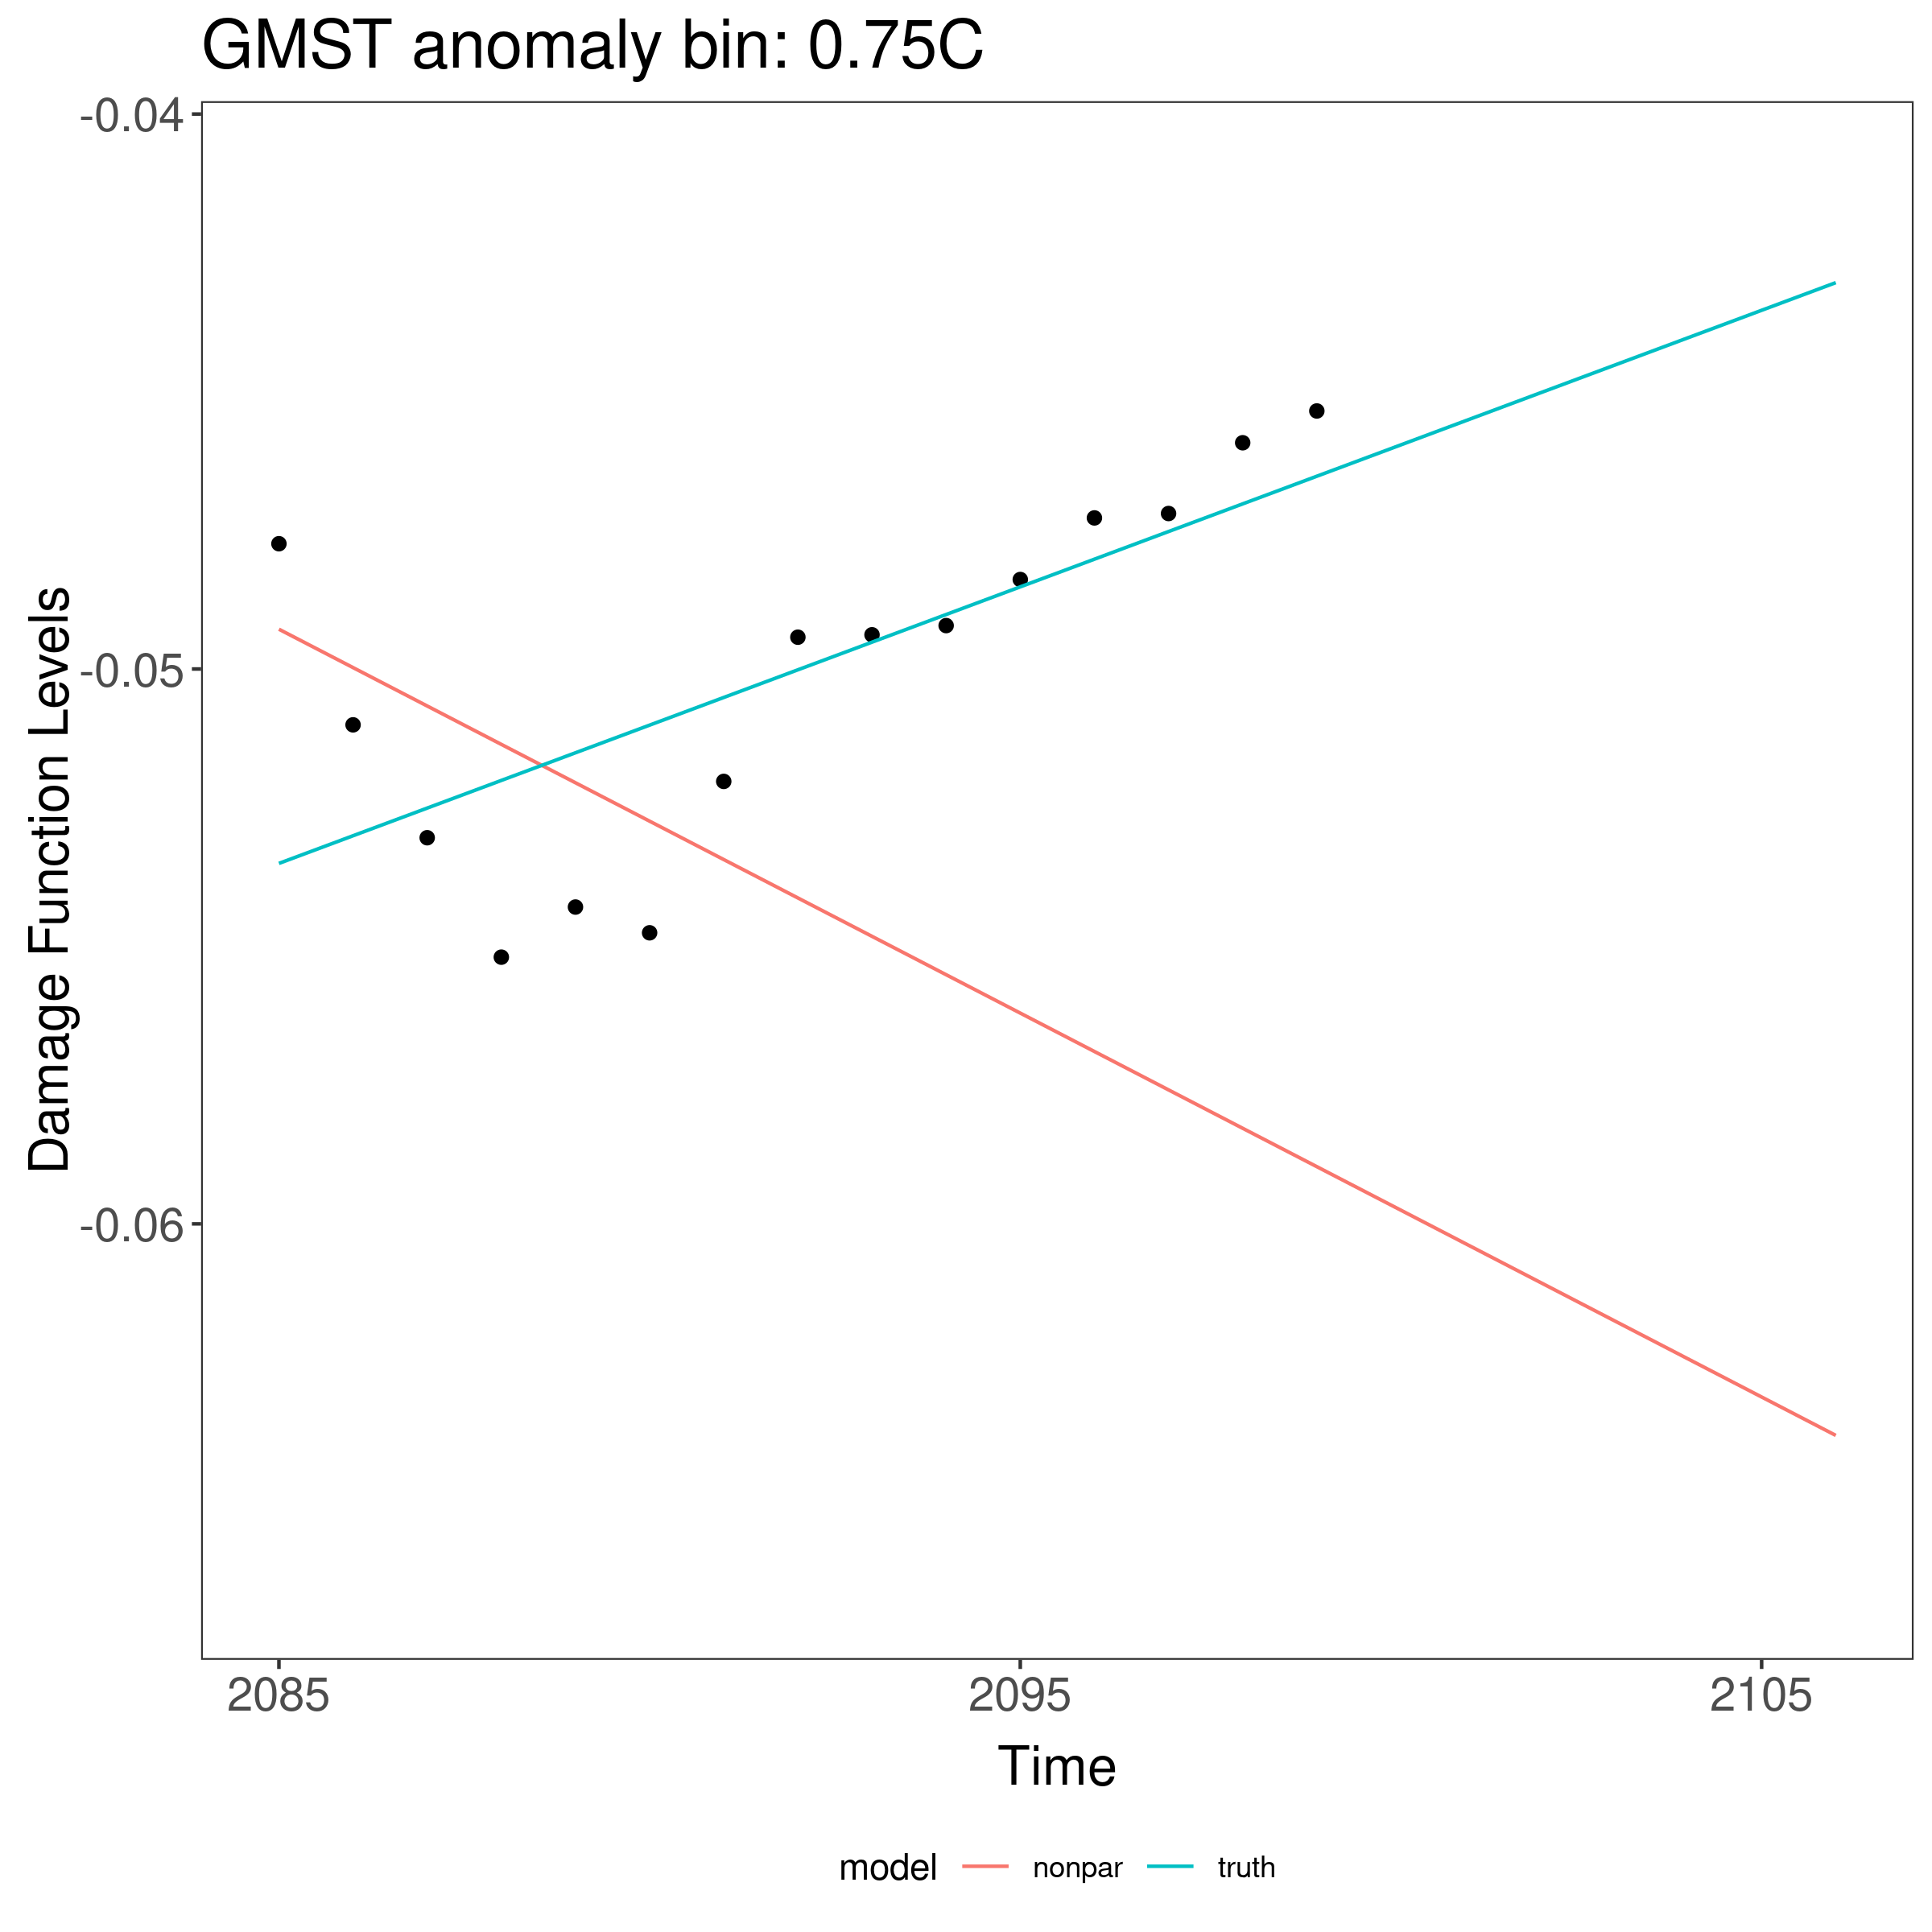 GMST anomaly bin: 0.75C
-0.04
-0.05
-0.06
Damage Function Levels
2085 2095 2105
Time
model nonpar truth